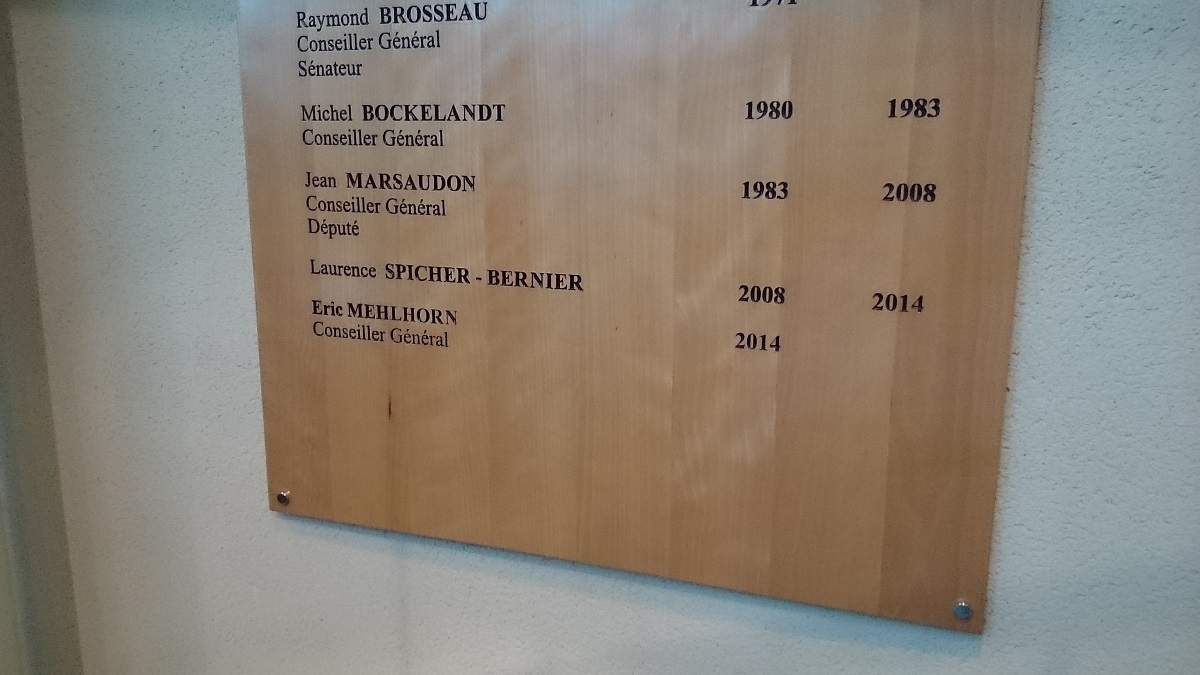 Raymond BROSSEAU
Conseiller Général
Sénateur
Michel BOCKELANDT 1980 1983
Conseiller Général
Jean MARSAUDON 1983 2008
Conseiller Général
Député
Laurence SPICHER - BERNIER 2008 2014
Eric MEHLHORN 2014
Conseiller Général